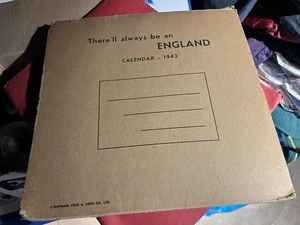 There'll always be an
ENGLAND
CALENDAR - 1942
RAPHAEL TUCK & SONS CO., LTD.